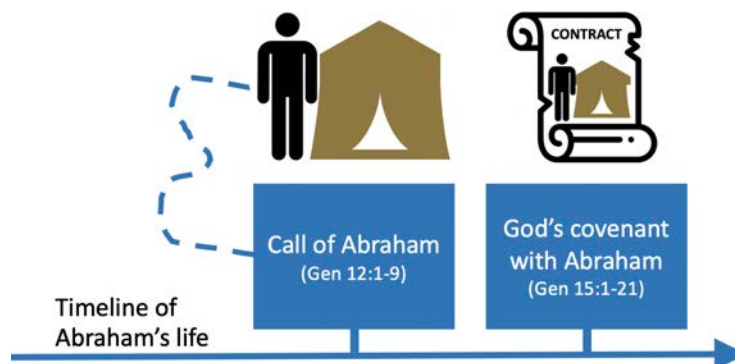 CONTRACT
Call of Abraham
(Gen 12:1-9)
God’s covenant
with Abraham
(Gen 15:1-21)
Timeline of
Abraham’s life